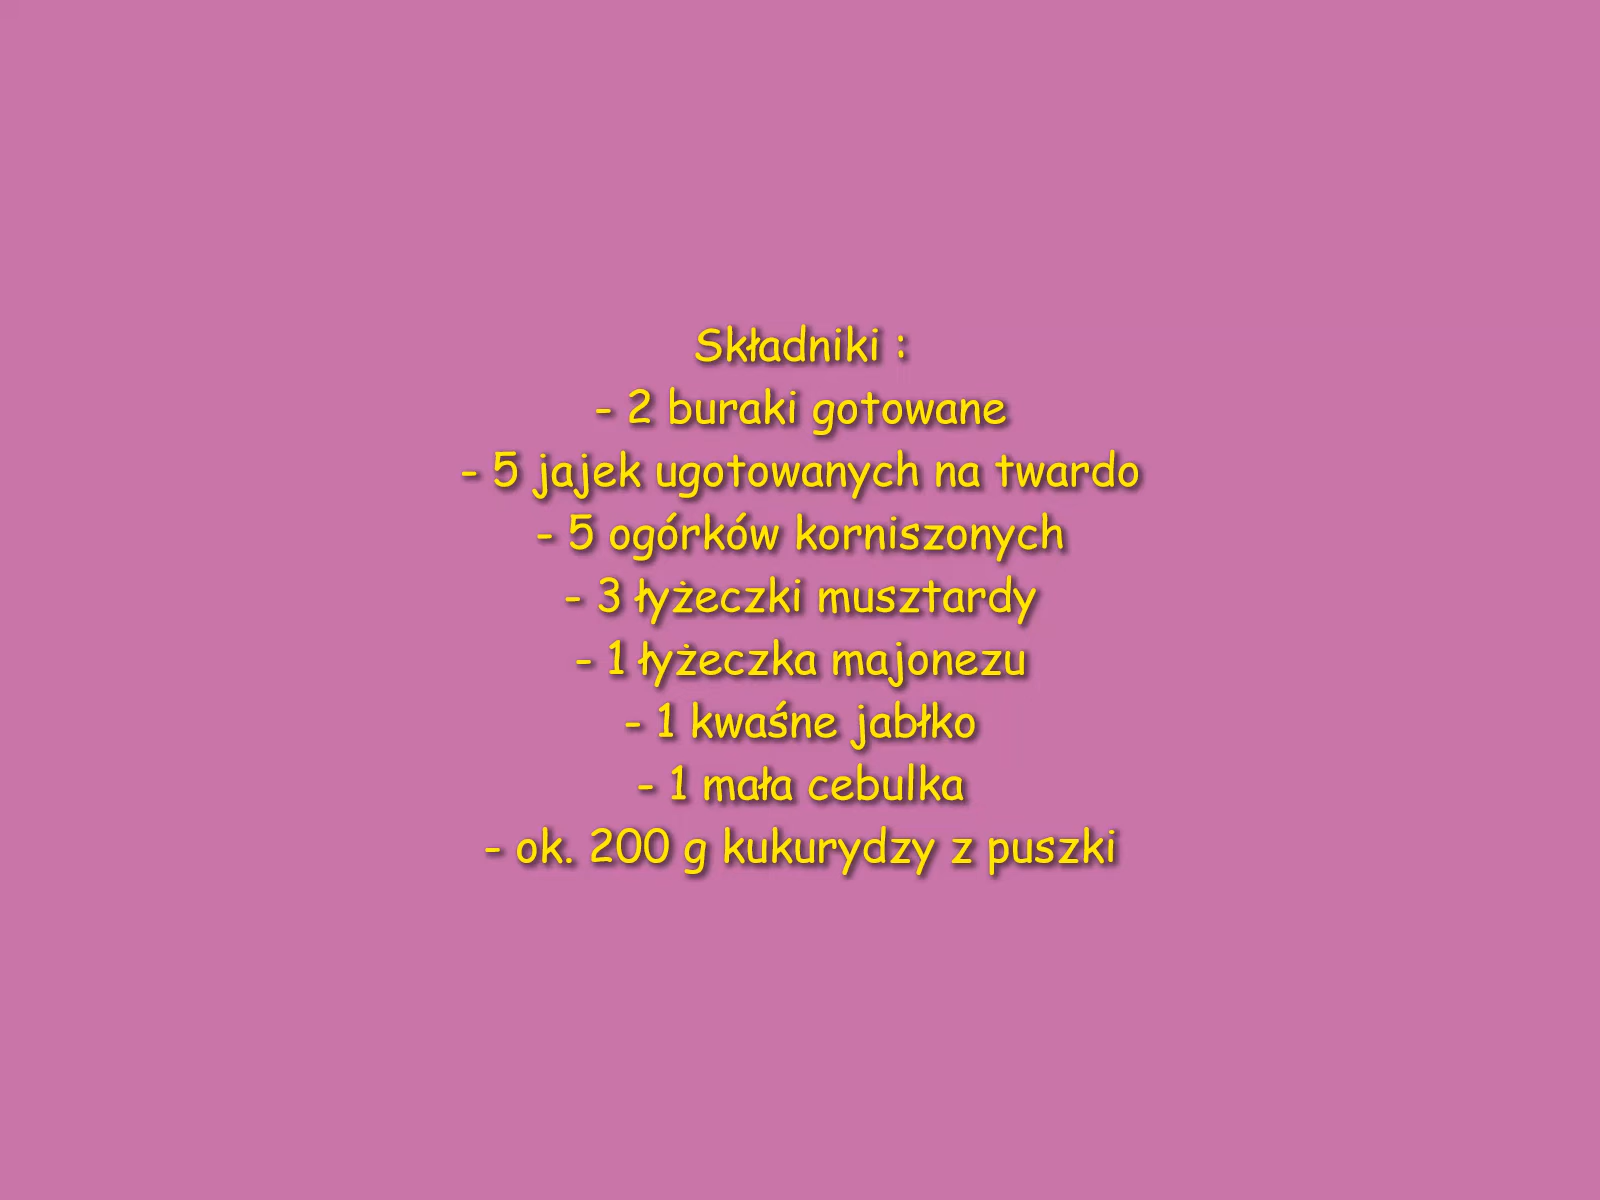 Składniki :
- 2 buraki gotowane
- 5 jajek ugotowanych na twardo
- 5 ogórków korniszonych
- 3 łyżeczki musztardy
- 1 łyżeczka majonezu
- 1 kwaśne jabłko
- 1 mała cebulka
- ok. 200 g kukurydzy z puszki